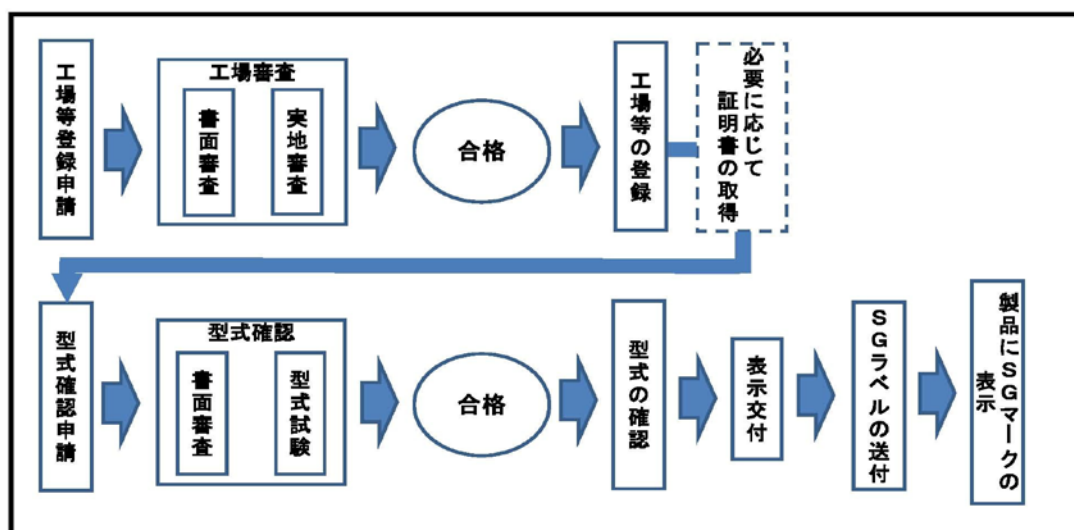 工場等登録申請
工場審査
書面審査
実地審査
合格
工場等の登録
必要に応じて
証明書の取得
型式確認申請
型式確認
書面審査
型式試験
合格
型式の確認
表示交付
ＳＧラベルの送付
製品にＳＧマークの
表示